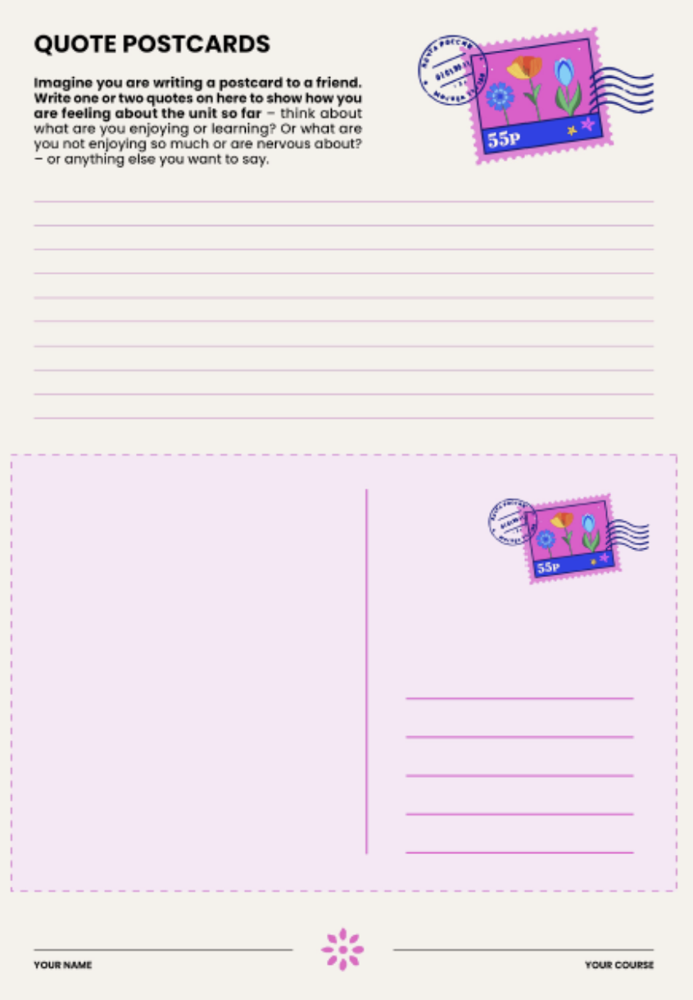 QUOTE POSTCARDS
Imagine you are writing a postcard to a friend.
Write one or two quotes on here to show how you
are feeling about the unit so far – think about
what are you enjoying or learning? Or what are
you not enjoying so much or are nervous about?
– or anything else you want to say.
ПОЧТА РОССИИ
55p
55p
YOUR NAME
YOUR COURSE